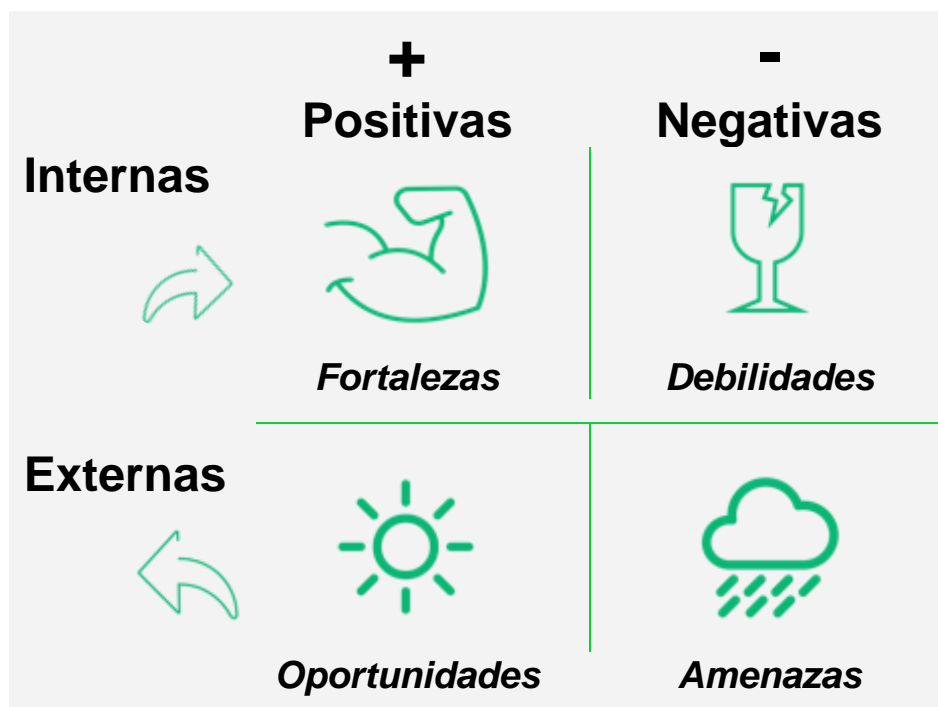 + -
Positivas Negativas
Internas
Fortalezas Debilidades
Externas
Oportunidades Amenazas